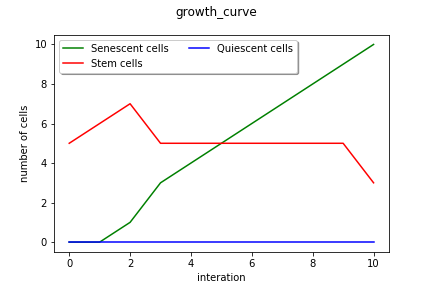 growth_curve
Senescent cells
Stem cells
Quiescent cells
number of cells
10
8
6
4
2
0
0 2 4 6 8 10
interation